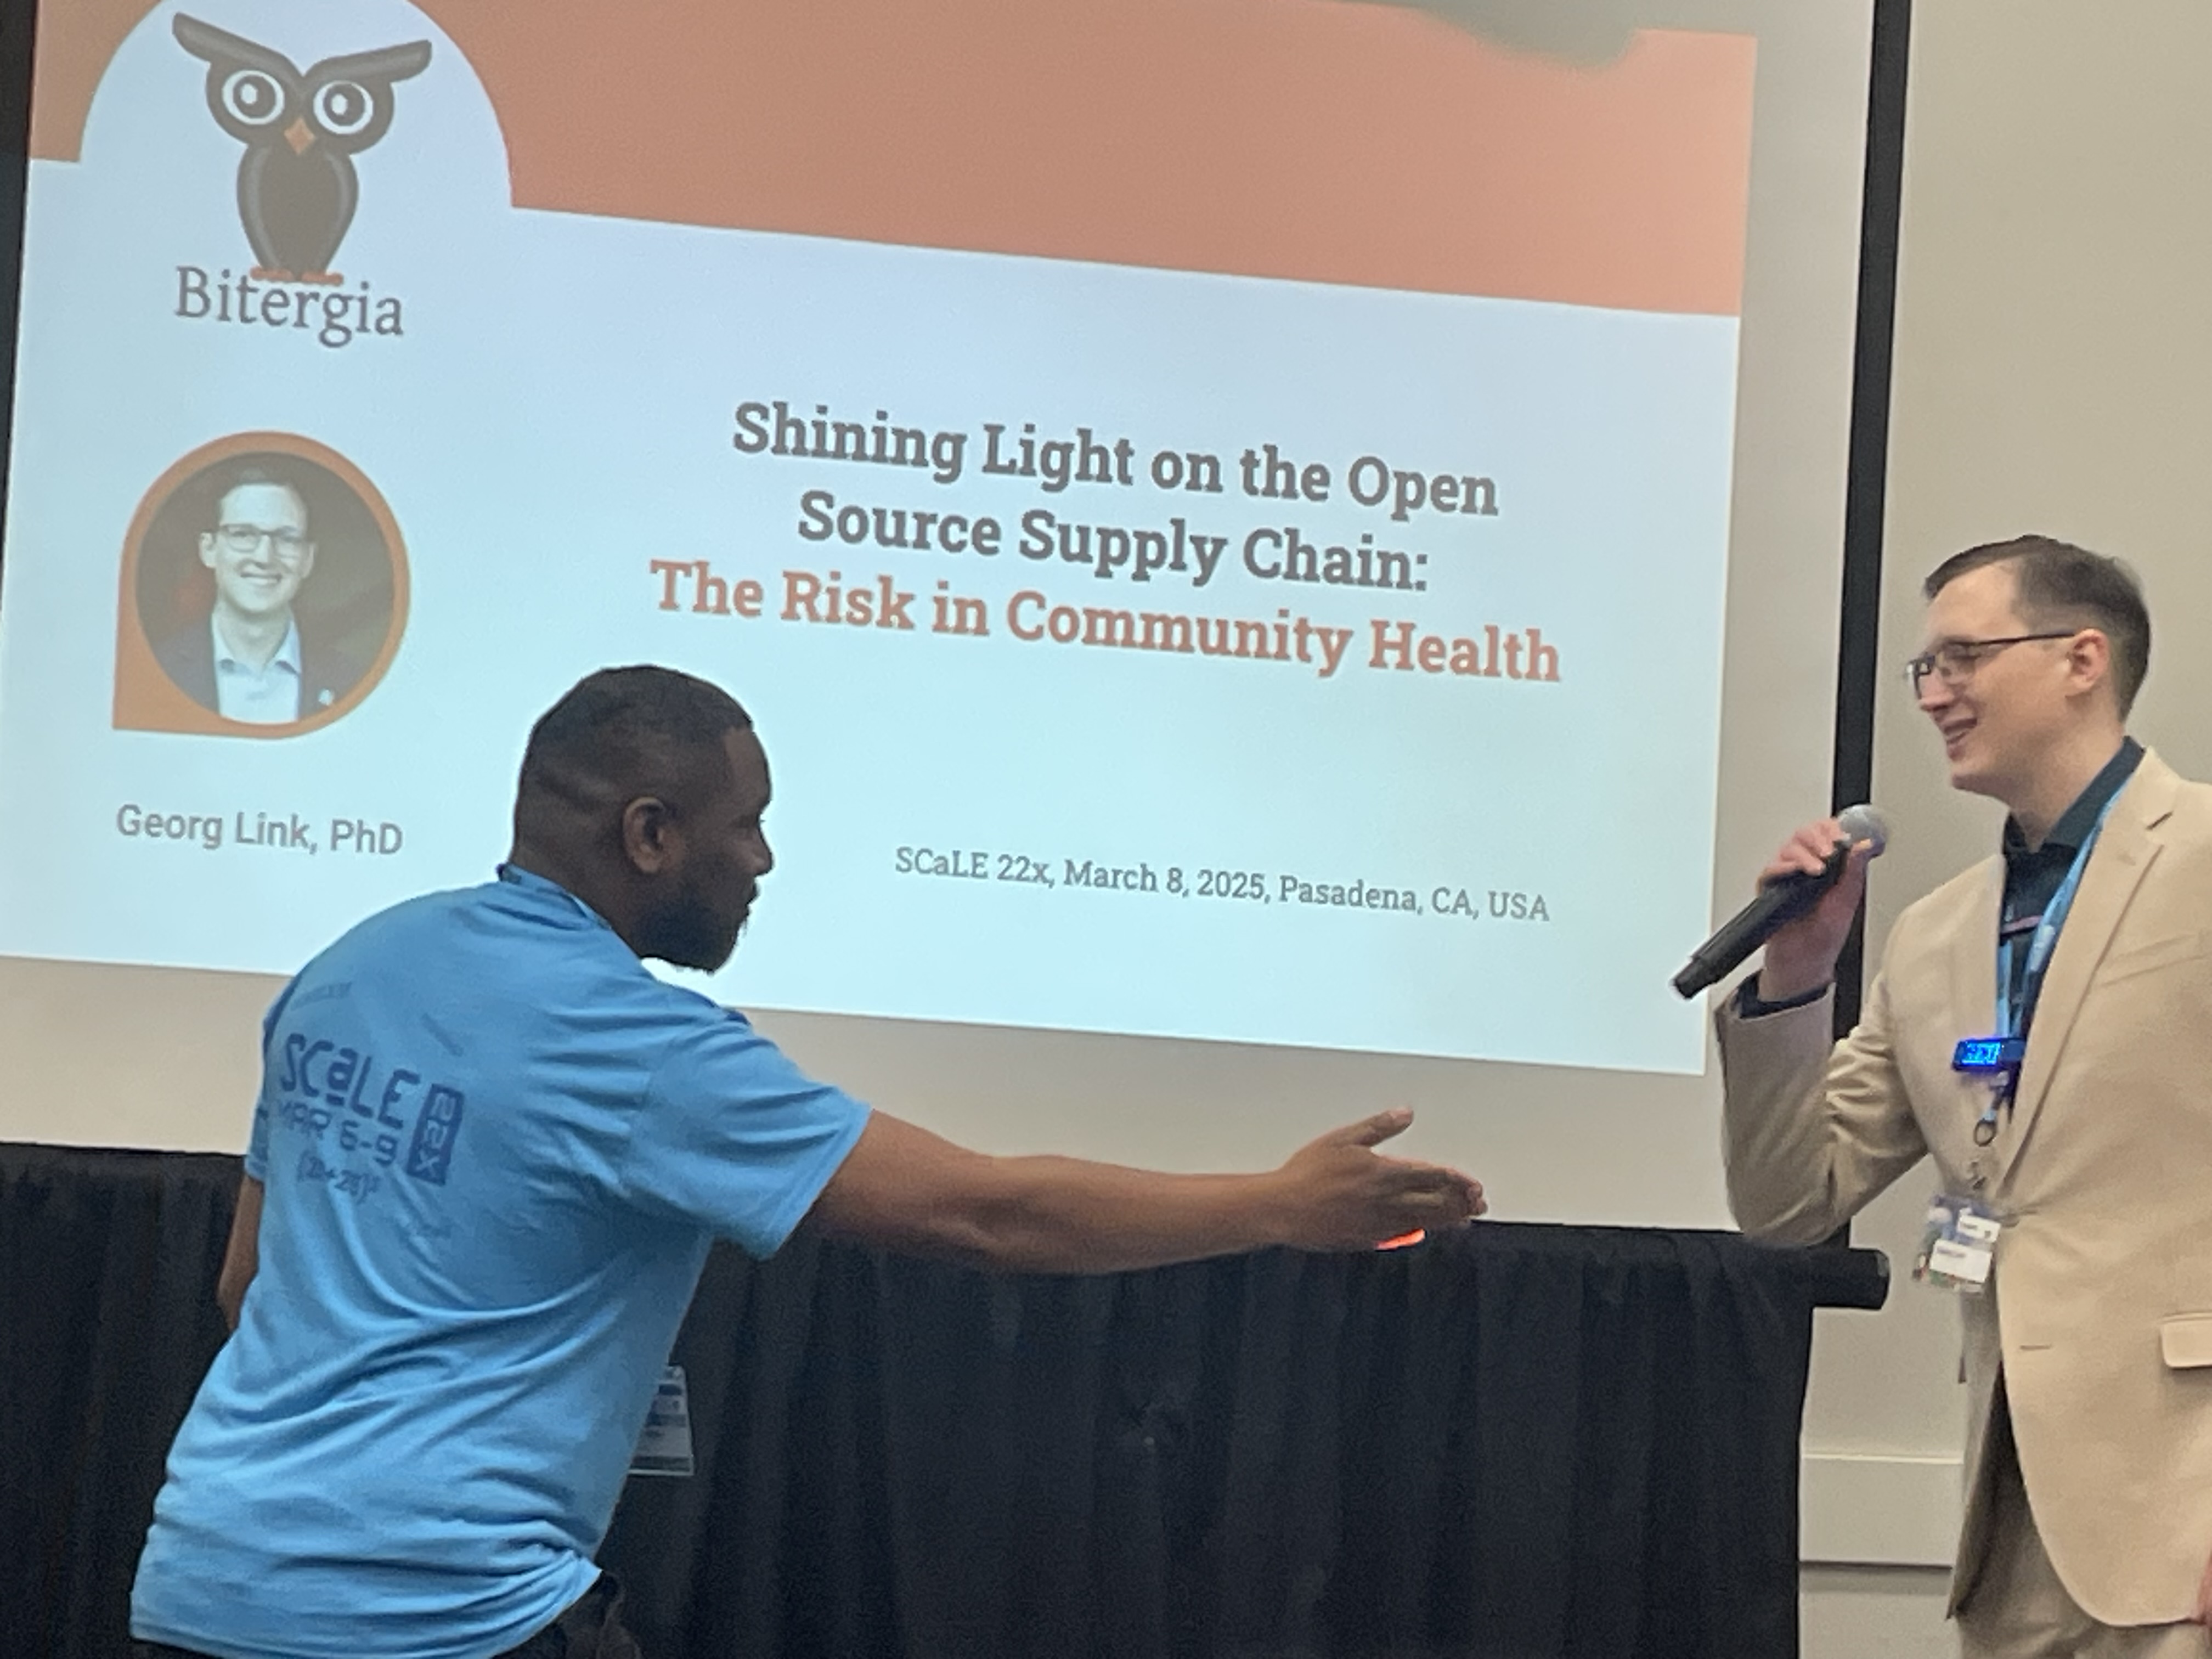 Bitergia
Shining Light on the Open
Source Supply Chain:
The Risk in Community Health
Georg Link, PhD
SCaLE 22x, March 8, 2025, Pasadena, CA, USA
SCaLE 22X
MAR 6-9